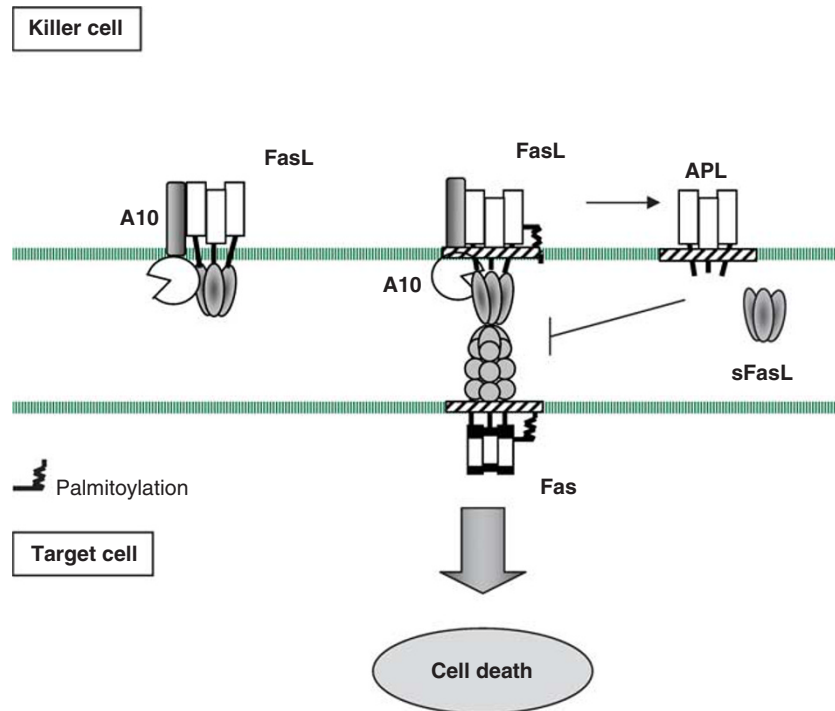 Killer cell
FasL
FasL
APL
A10
A10
sFasL
Fas
Palmitoylation
Target cell
Cell death